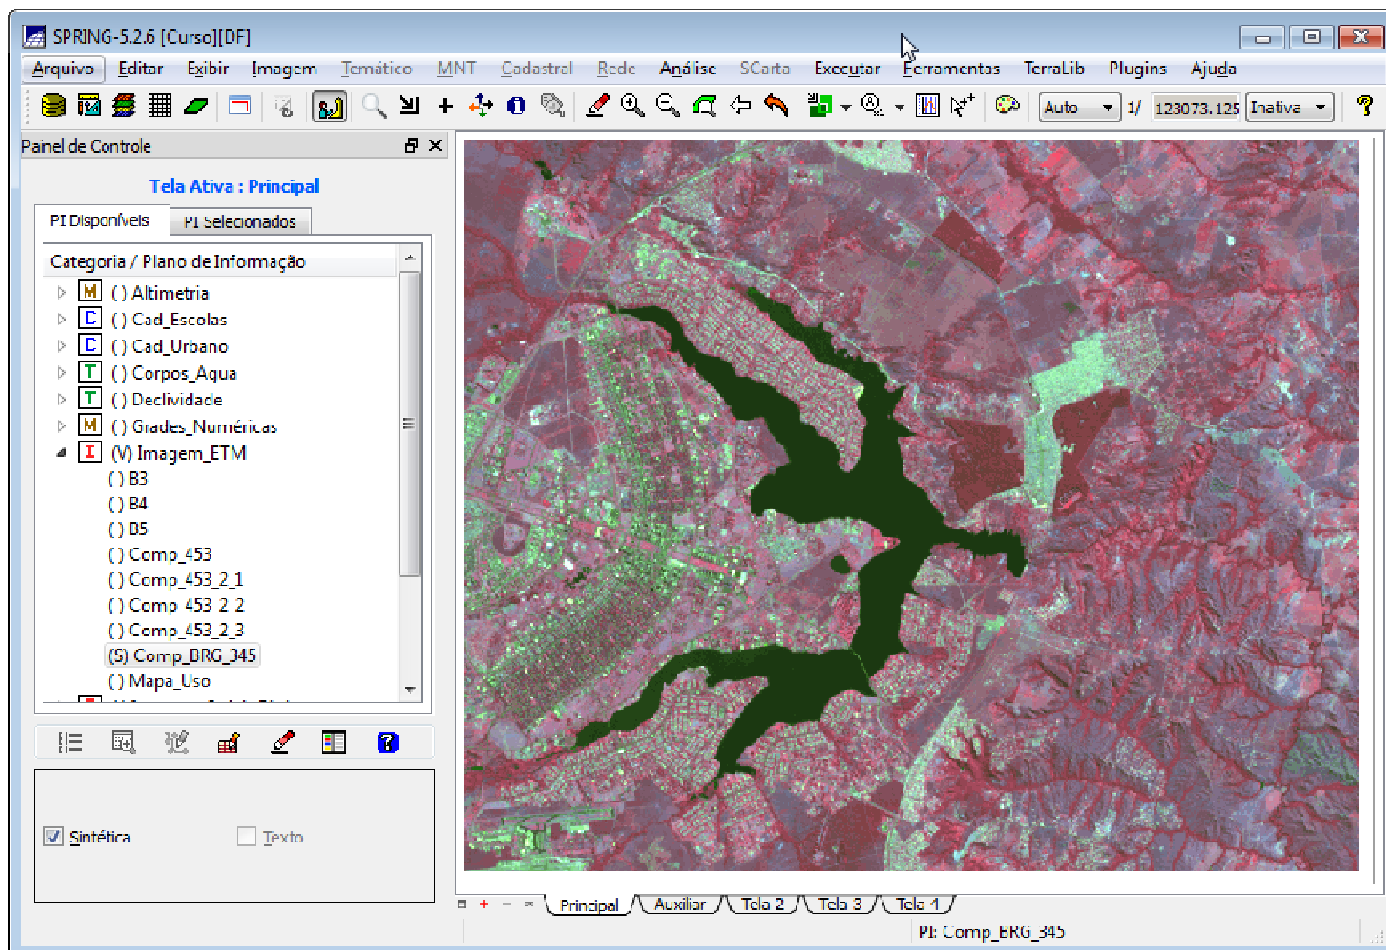 SPRING-5.2.6 [Curso][DF]
Arquivo Editar Exibir Imagem Temático MNT Cadastral Rede Análise SCarta Executar Ferramentas TerraLib Plugins Ajuda
Auto 1/ 123073.125 Inativa
Painel de Controle
Tela Ativa : Principal
PI Disponíveis PI Selecionados
Categoria / Plano de Informação
M ( ) Altimetria
C ( ) Cad_Escolas
C ( ) Cad_Urbano
T ( ) Corpos_Agua
T ( ) Declividade
M ( ) Grades_Numéricas
I (V) Imagem_ETM
( ) B3
( ) B4
( ) B5
( ) Comp_453
( ) Comp_453_2_1
( ) Comp_453_2_2
( ) Comp_453_2_3
(S) Comp_BRG_345
( ) Mapa_Uso
Sintética Texto
Principal Auxiliar Tela 2 Tela 3 Tela 4
PI: Comp_BRG_345